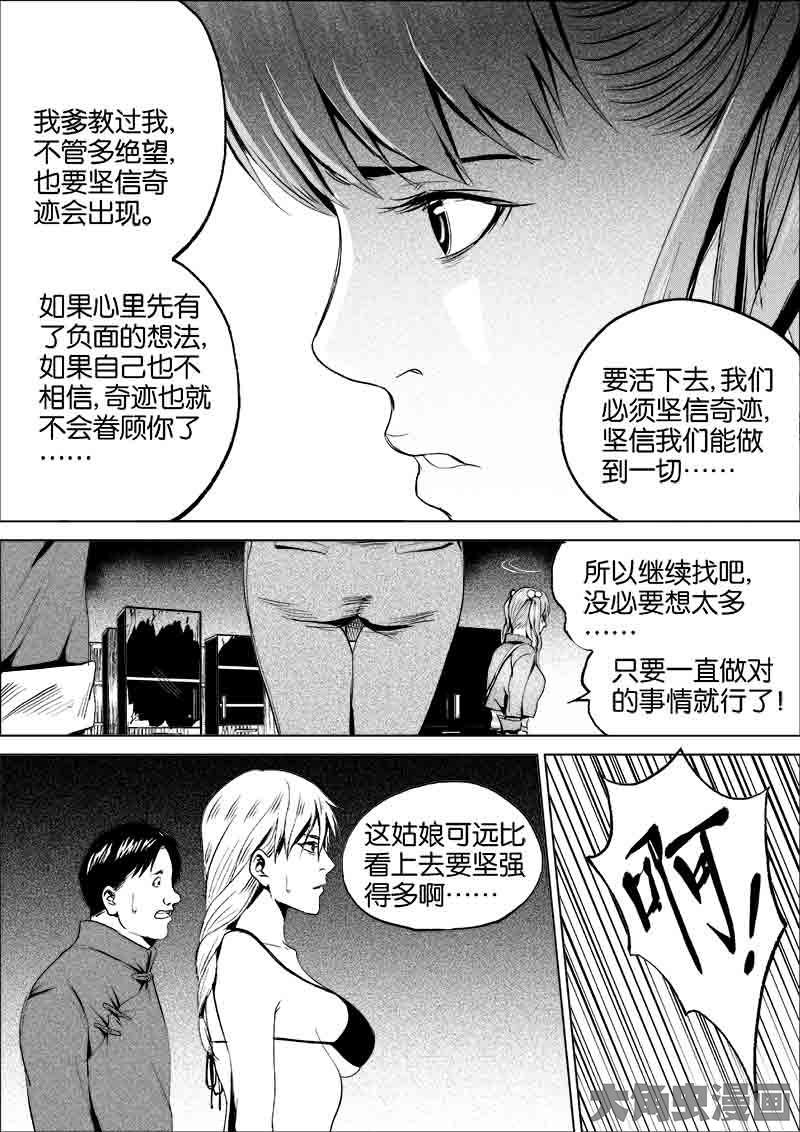 我爹教过我,
不管多绝望,
也要坚信奇
迹会出现。
如果心里先有
了负面的想法,
如果自己也不
相信,奇迹也就
不会眷顾你了
……
要活下去,我们
必须坚信奇迹,
坚信我们能做
到一切……
所以继续找吧,
没必要想太多
……
只要一直做对
的事情就行了!
这姑娘可远比
看上去要坚强
得多啊……
啊!
大角虫漫画